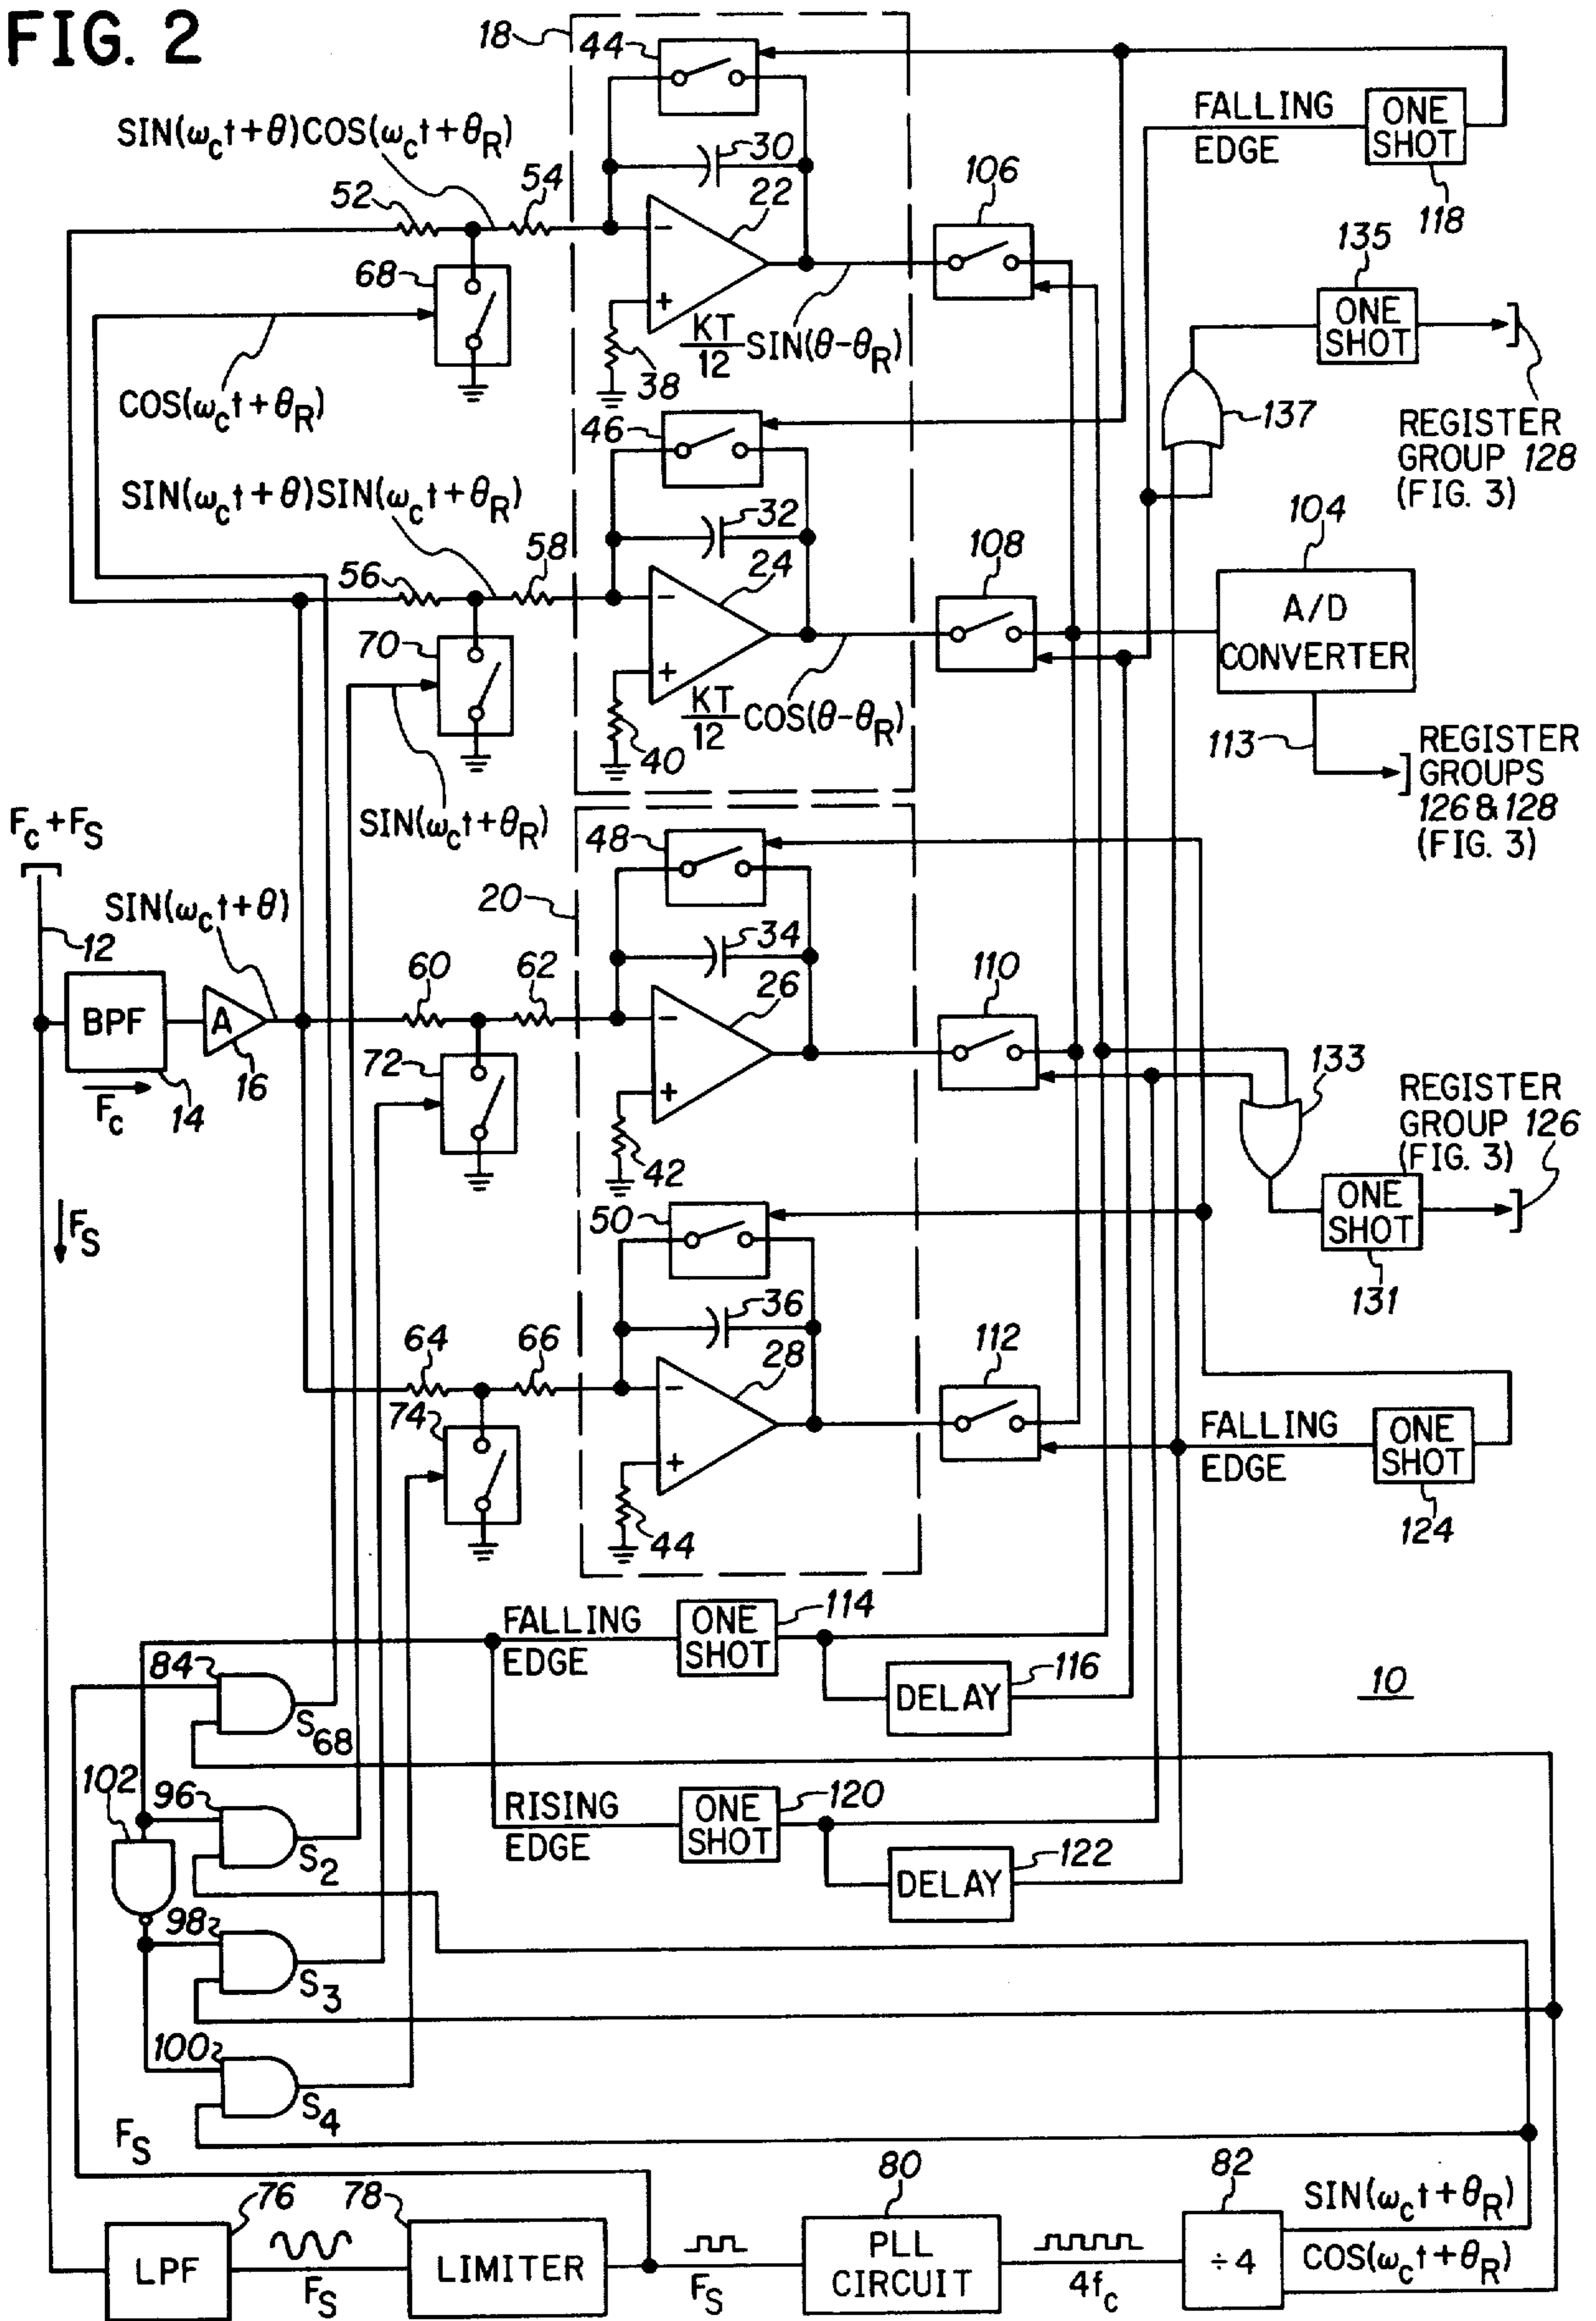 FIG. 2
18
44
FALLING
EDGE
ONE
SHOT
118
SIN(ωct+θ)COS(ωct+θR)
30
52
54
22
106
135
68
−
+
ONE
SHOT
38
KT/12 SIN(θ-θR)
COS(ωct+θR)
46
137
REGISTER
GROUP 128
(FIG. 3)
SIN(ωct+θ)SIN(ωct+θR)
32
104
56
58
24
108
A/D
CONVERTER
70
−
+
40
KT/12 COS(θ-θR)
113
REGISTER
GROUPS
126 & 128
(FIG. 3)
SIN(ωct+θR)
Fc+FS
48
SIN(ωct+θ)
20
12
34
60
62
26
110
BPF
A
−
+
133
72
16
14
Fc
42
REGISTER
GROUP 126
(FIG. 3)
FS
50
ONE
SHOT
131
36
64
66
28
112
74
−
+
FALLING
EDGE
ONE
SHOT
124
44
FALLING
EDGE
ONE
SHOT
114
84
DELAY
116
10
S68
102
96
RISING
EDGE
ONE
SHOT
120
S2
DELAY
122
98
S3
100
S4
FS
76
78
80
82
SIN(ωct+θR)
LPF
FS
LIMITER
FS
PLL
CIRCUIT
4fc
÷4
COS(ωct+θR)